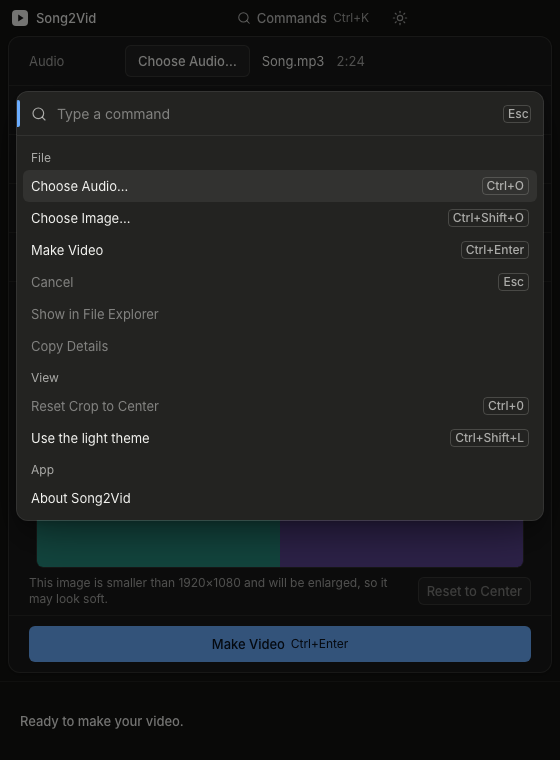 Song2Vid
Commands Ctrl+K
Audio Choose Audio... Song.mp3 2:24
Type a command Esc
File
Choose Audio... Ctrl+O
Choose Image... Ctrl+Shift+O
Make Video Ctrl+Enter
Cancel Esc
Show in File Explorer
Copy Details
View
Reset Crop to Center Ctrl+0
Use the light theme Ctrl+Shift+L
App
About Song2Vid
This image is smaller than 1920×1080 and will be enlarged, so it
may look soft.
Reset to Center
Make Video Ctrl+Enter
Ready to make your video.